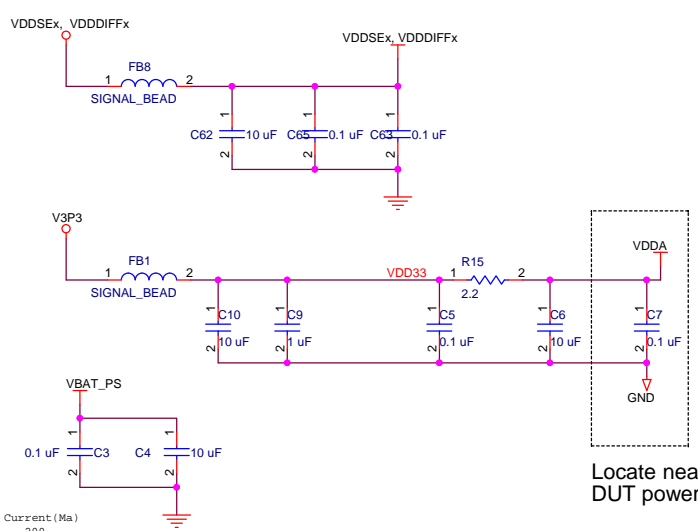 VDDSEx, VDDDIFFx
VDDSEx, VDDDIFFx
FB8
1 2
SIGNAL_BEAD
1 1 1
C62 10 uF C65 0.1 uF C63 0.1 uF
2 2 2
V3P3
VDDA
FB1 R15
1 2 VDD33 1 2
SIGNAL_BEAD 2.2
1 1 1 1 1
C10 C9 C5 C6 C7
10 uF 1 uF 0.1 uF 10 uF 0.1 uF
2 2 2 2 2
VBAT_PS
GND
1 1
0.1 uF C3 C4 10 uF
2 2
Locate nea
DUT power
Current(Ma)